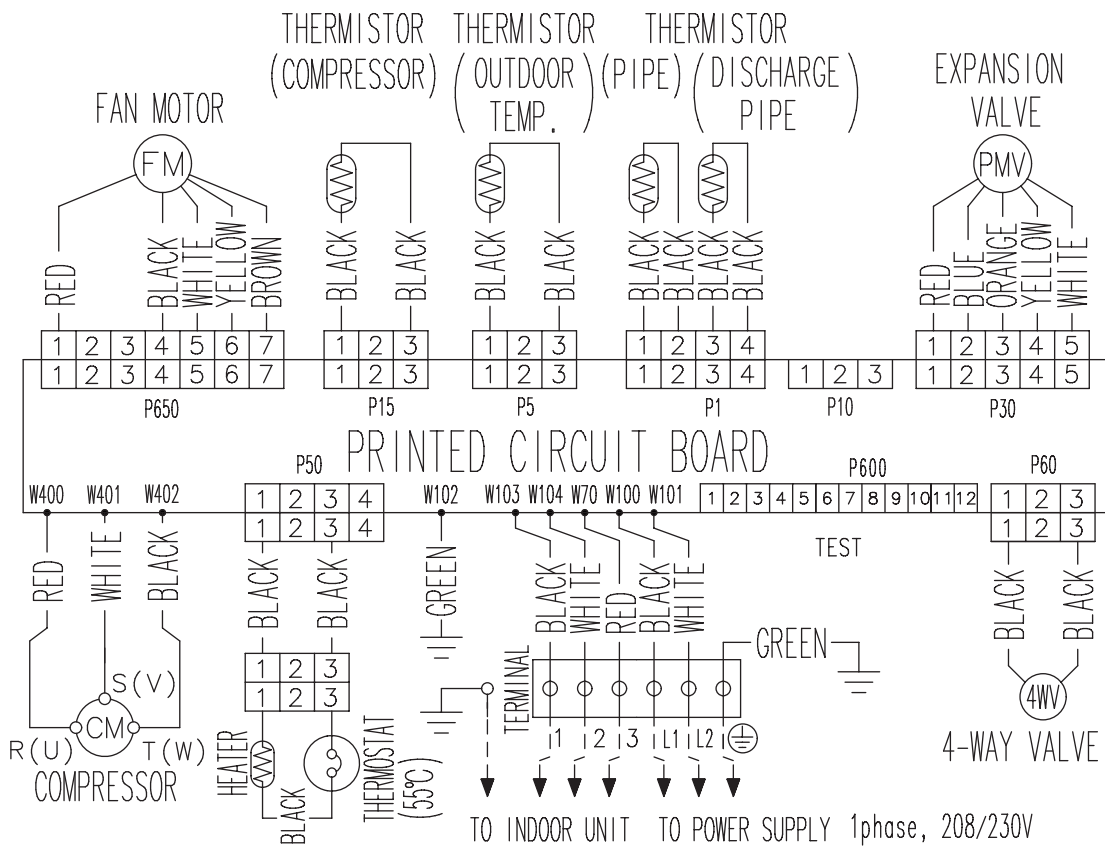 THERMISTOR THERMISTOR THERMISTOR
(COMPRESSOR) (OUTDOOR TEMP.) (PIPE) (DISCHARGE PIPE)
EXPANSION
VALVE
FAN MOTOR
FM
PMV
RED BLACK WHITE YELLOW BROWN
BLACK BLACK
BLACK BLACK
BLACK BLACK BLACK BLACK
RED BLUE ORANGE YELLOW WHITE
1 2 3 4 5 6 7
1 2 3 4 5 6 7
P650
1 2 3
1 2 3
P15
1 2 3
1 2 3
P5
1 2 3 4
1 2 3 4
P1
1 2 3
P10
1 2 3 4 5
1 2 3 4 5
P30
PRINTED CIRCUIT BOARD
W400 W401 W402
P50
1 2 3 4
1 2 3 4
W102 W103 W104 W70 W100 W101
P600
1 2 3 4 5 6 7 8 9 10 11 12
TEST
P60
1 2 3
1 2 3
RED WHITE BLACK
BLACK BLACK
GREEN
BLACK WHITE RED BLACK WHITE
BLACK BLACK
1 2 3
1 2 3
S(V)
CM
R(U) T(W)
COMPRESSOR
HEATER
BLACK
THERMOSTAT
(55℃)
TERMINAL
GREEN
1 2 3 L1 L2
4WV
4-WAY VALVE
TO INDOOR UNIT TO POWER SUPPLY 1phase, 208/230V